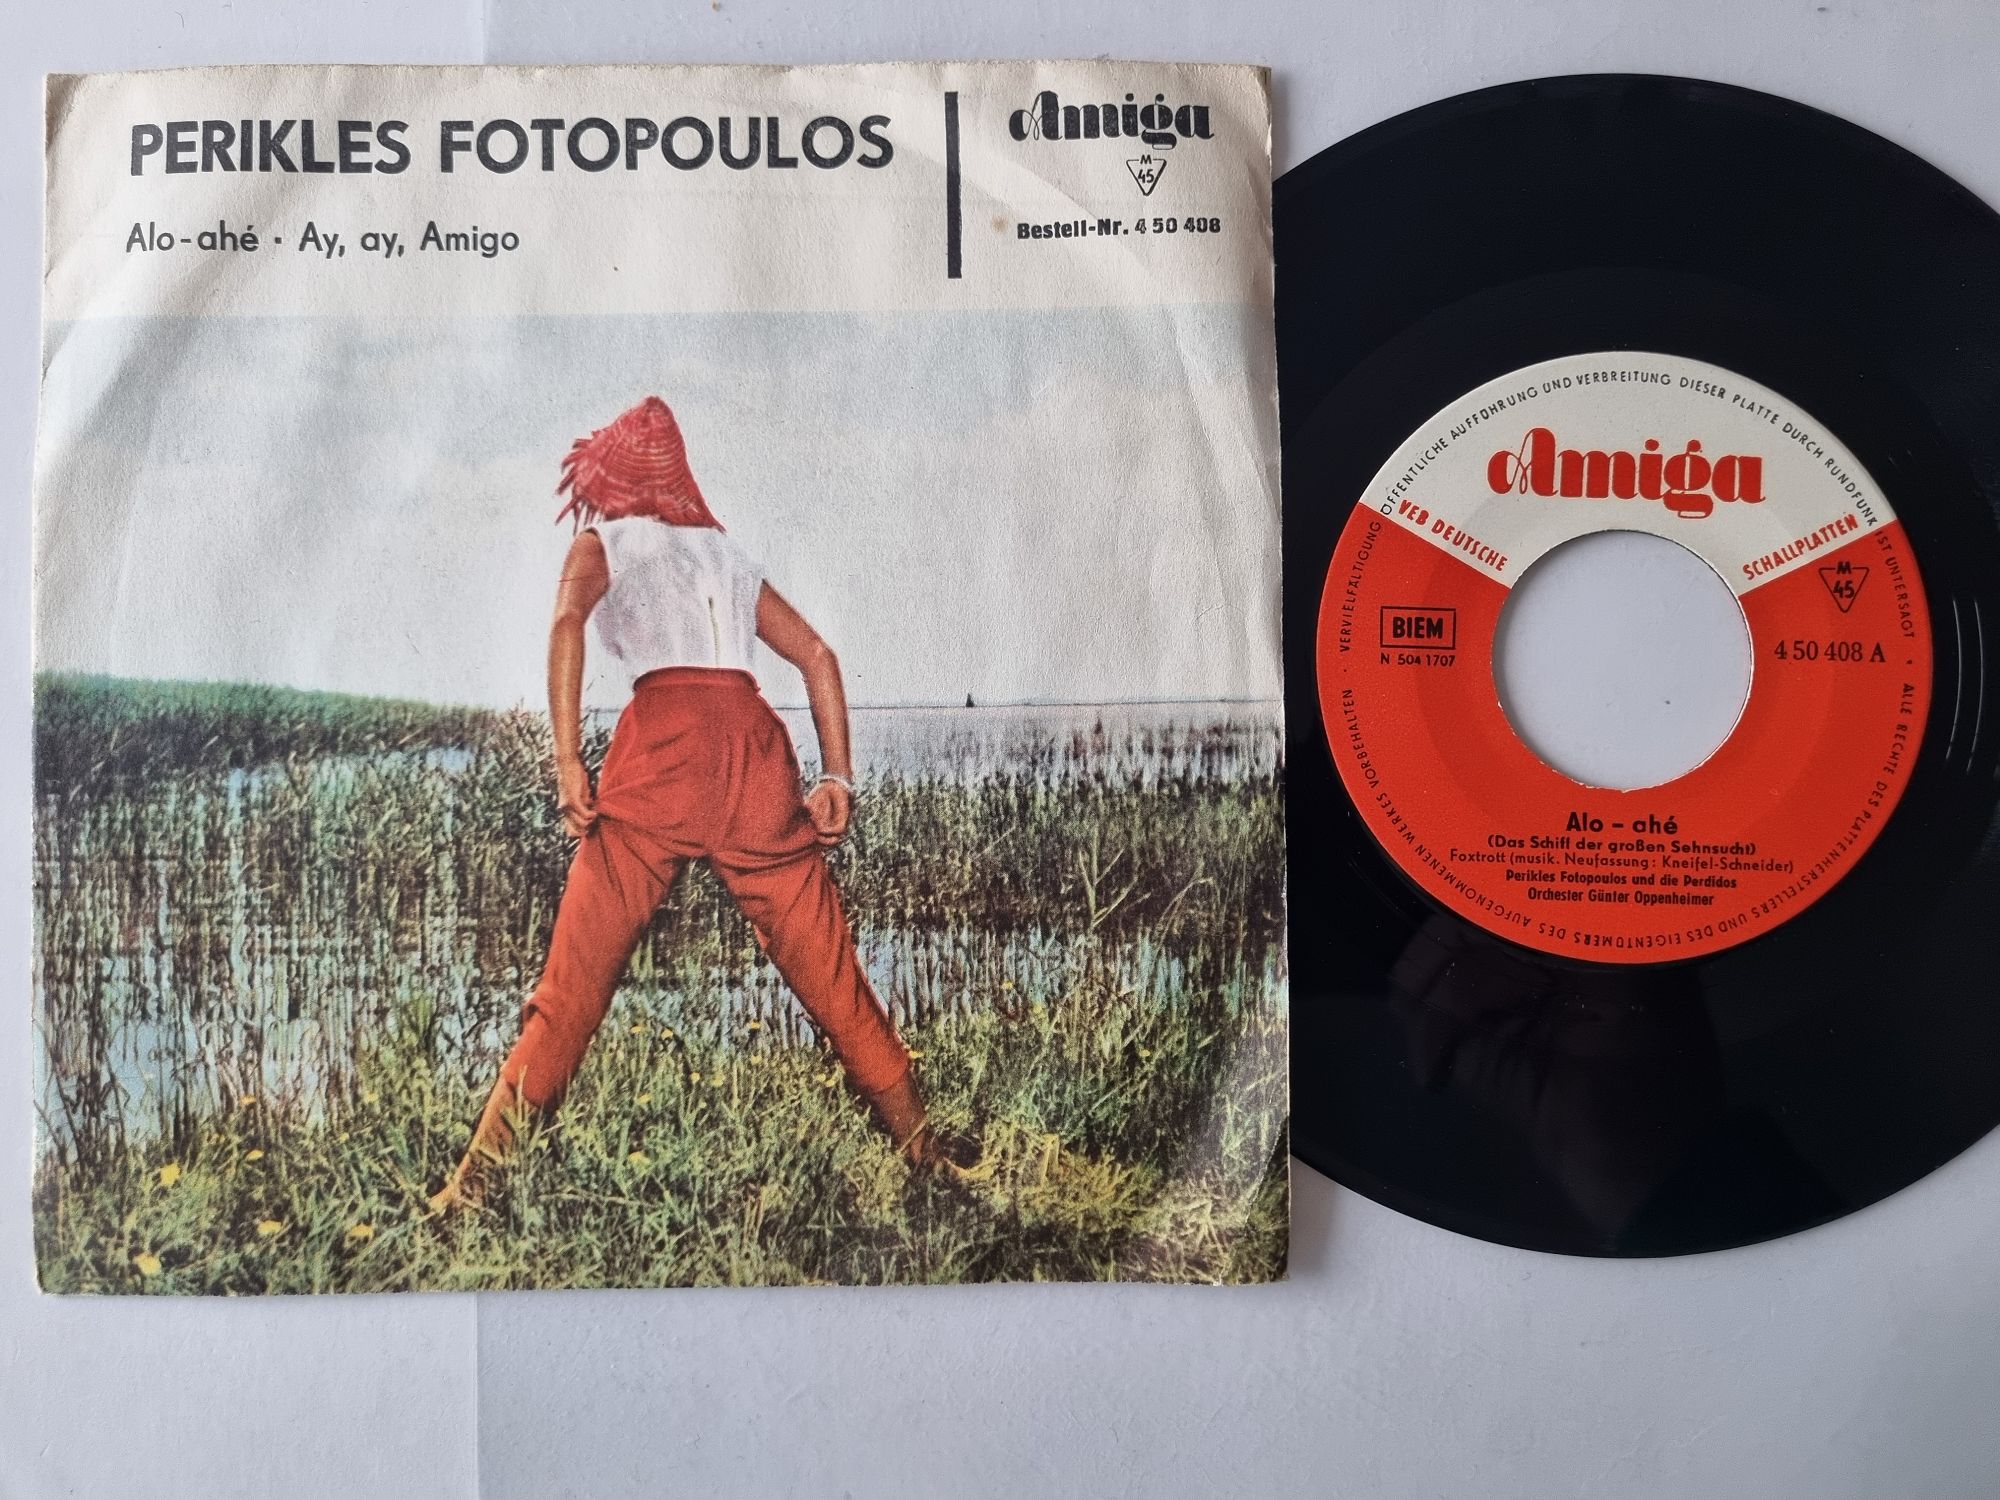 PERIKLES FOTOPOULOS
Alo-ahé · Ay, ay, Amigo
Amiga
M
45
Bestell-Nr. 4 50 408
VERVIELFÄLTIGUNG ÖFFENTLICHE AUFFÜHRUNG UND VERBREITUNG DIESER PLATTE DURCH RUNDFUNK IST UNTERSAGT · ALLE RECHTE DES PLATTENHERSTELLERS UND DES EIGENTÜMERS DES AUFGENOMMENEN WERKES VORBEHALTEN ·
Amiga
VEB DEUTSCHE SCHALLPLATTEN
BIEM
N 504 1707
M
45
4 50 408 A
Alo - ahé
(Das Schiff der großen Sehnsucht)
Foxtrott (musik. Neufassung: Kneifel-Schneider)
Perikles Fotopoulos und die Perdidos
Orchester Günter Oppenheimer